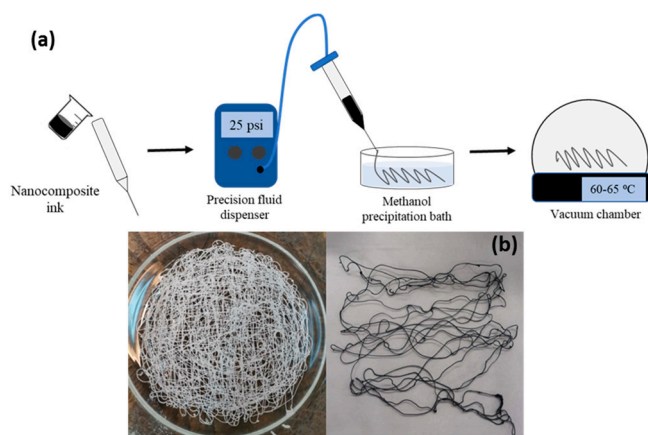 (a)
25 psi
60-65 ºC
Nanocomposite
ink
Precision fluid
dispenser
Methanol
precipitation bath
Vacuum chamber
(b)